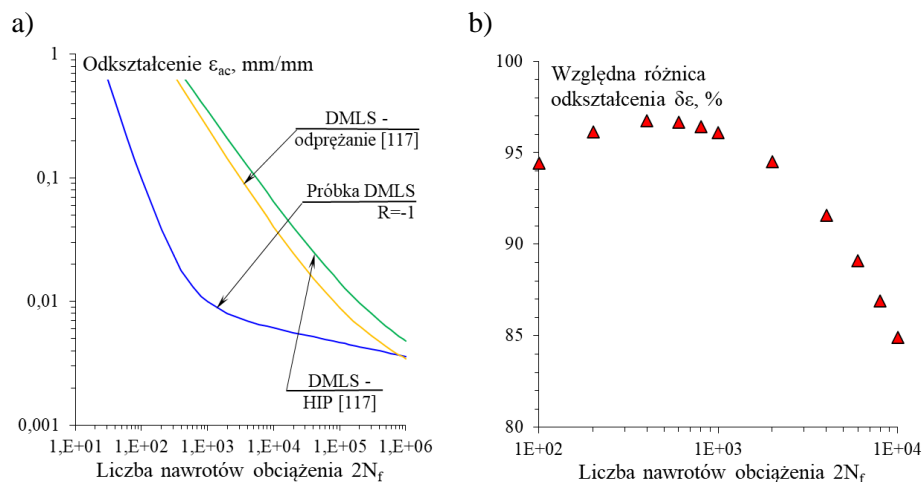 a)
1
0,1
0,01
0,001
Odkształcenie εac, mm/mm
DMLS -
odprężanie [117]
Próbka DMLS
R=-1
DMLS -
HIP [117]
1,E+01 1,E+02 1,E+03 1,E+04 1,E+05 1,E+06
Liczba nawrotów obciążenia 2Nf
b)
100
95
90
85
80
Względna różnica
odkształcenia δε, %
1E+02 1E+03 1E+04
Liczba nawrotów obciążenia 2Nf